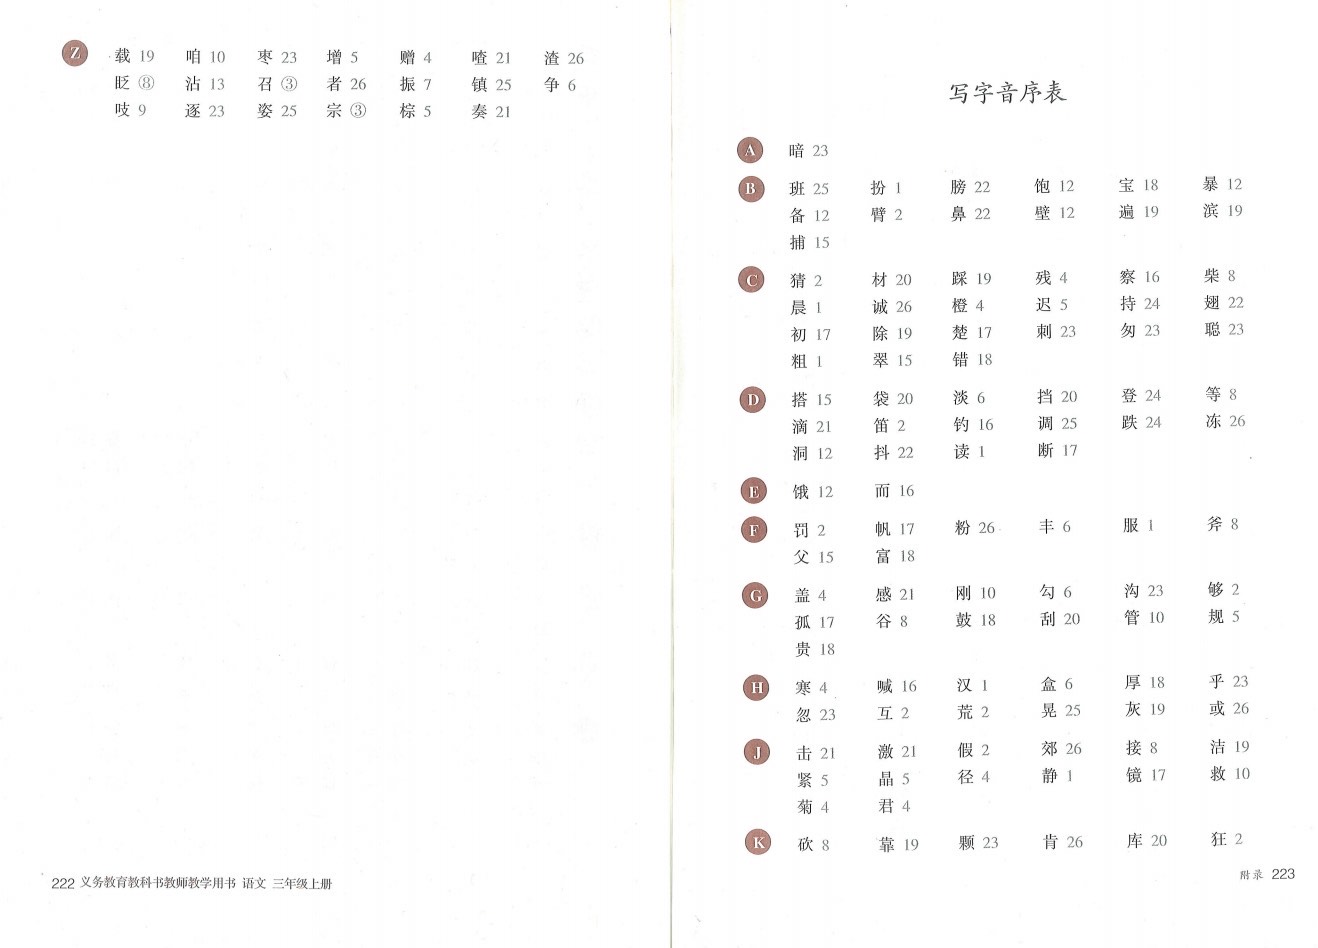 Z 载 19 咱 10 枣 23 增 5 赠 4 喳 21 渣 26
眨 ⑧ 沾 13 召 ③ 者 26 振 7 镇 25 争 6
吱 9 逐 23 姿 25 宗 ③ 棕 5 奏 21
222 义务教育教科书教师教学用书 语文 三年级上册
写字音序表
A 暗 23
B 班 25 扮 1 膀 22 饱 12 宝 18 暴 12
备 12 臂 2 鼻 22 壁 12 遍 19 滨 19
捕 15
C 猜 2 材 20 踩 19 残 4 察 16 柴 8
晨 1 诚 26 橙 4 迟 5 持 24 翅 22
初 17 除 19 楚 17 刺 23 匆 23 聪 23
粗 1 翠 15 错 18
D 搭 15 袋 20 淡 6 挡 20 登 24 等 8
滴 21 笛 2 钓 16 调 25 跌 24 冻 26
洞 12 抖 22 读 1 断 17
E 饿 12 而 16
F 罚 2 帆 17 粉 26 丰 6 服 1 斧 8
父 15 富 18
G 盖 4 感 21 刚 10 勾 6 沟 23 够 2
孤 17 谷 8 鼓 18 刮 20 管 10 规 5
贵 18
H 寒 4 喊 16 汉 1 盒 6 厚 18 乎 23
忽 23 互 2 荒 2 晃 25 灰 19 或 26
J 击 21 激 21 假 2 郊 26 接 8 洁 19
紧 5 晶 5 径 4 静 1 镜 17 救 10
菊 4 君 4
K 砍 8 靠 19 颗 23 肯 26 库 20 狂 2
附录 223